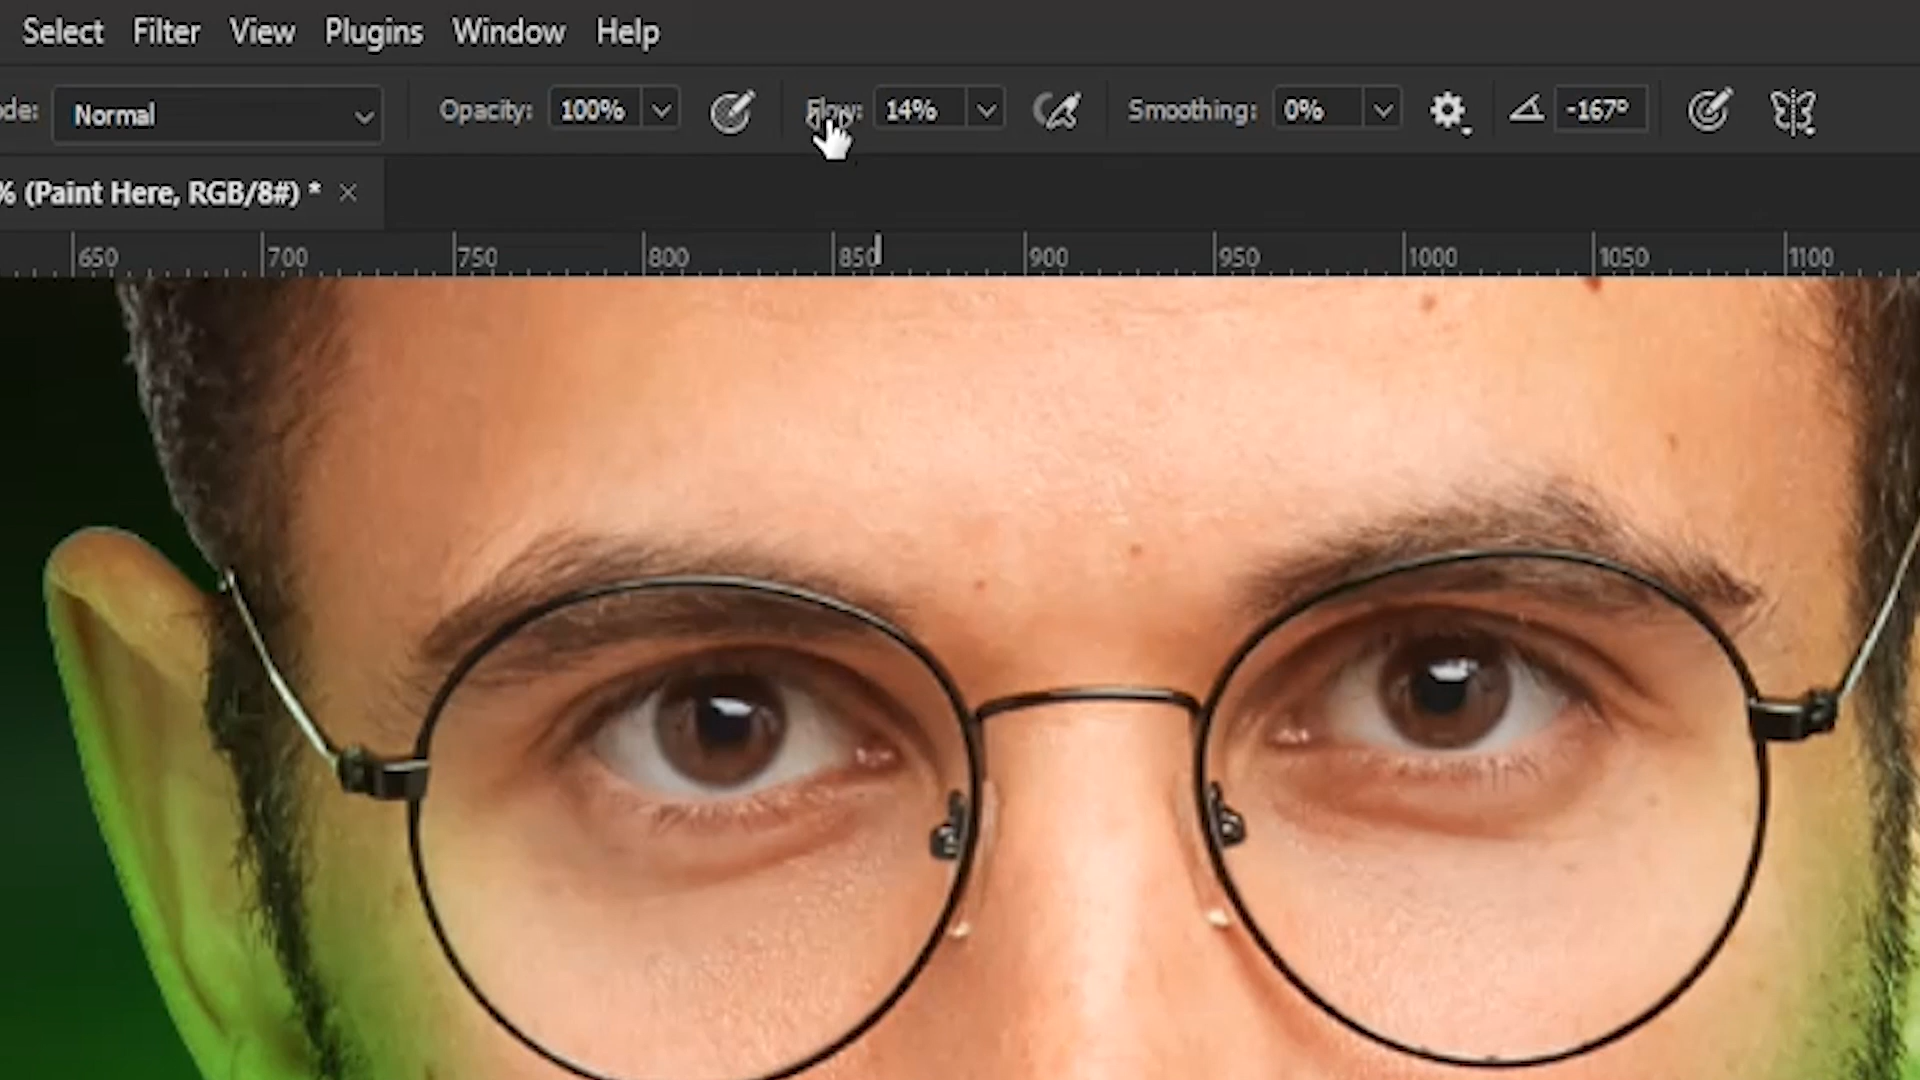 Select Filter View Plugins Window Help
de: Normal Opacity: 100% Flow: 14% Smoothing: 0% -167°
% (Paint Here, RGB/8#) * ×
650 700 750 800 850 900 950 1000 1050 1100